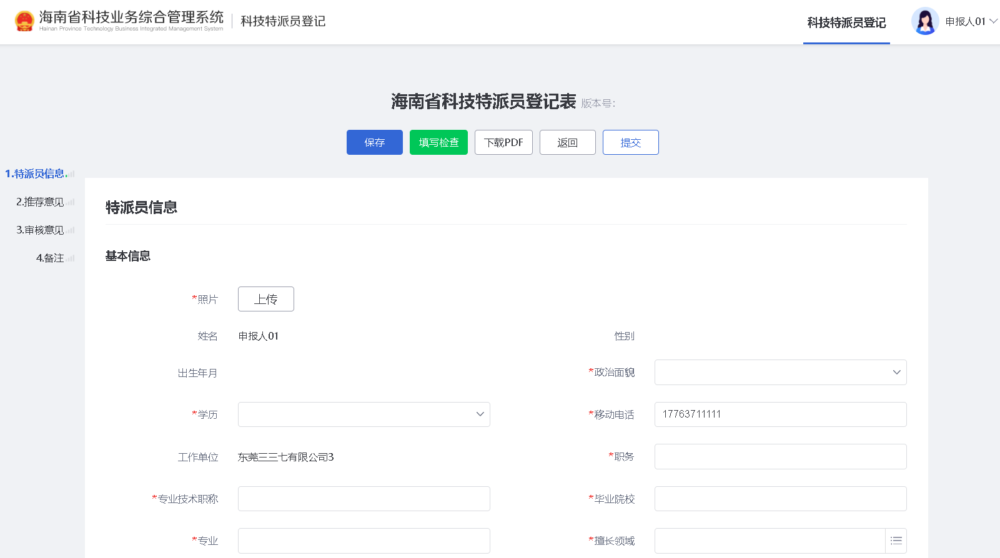 海南省科技业务综合管理系统
Hainan Province Technology Business Integrated Management System
科技特派员登记
科技特派员登记
申报人01
海南省科技特派员登记表 版本号:
保存 填写检查 下载PDF 返回 提交
1.特派员信息
2.推荐意见
3.审核意见
4.备注
特派员信息
基本信息
*照片 上传
姓名 申报人01 性别
出生年月 *政治面貌
*学历 *移动电话 17763711111
工作单位 东莞三三七有限公司3 *职务
*专业技术职称 *毕业院校
*专业 *擅长领域